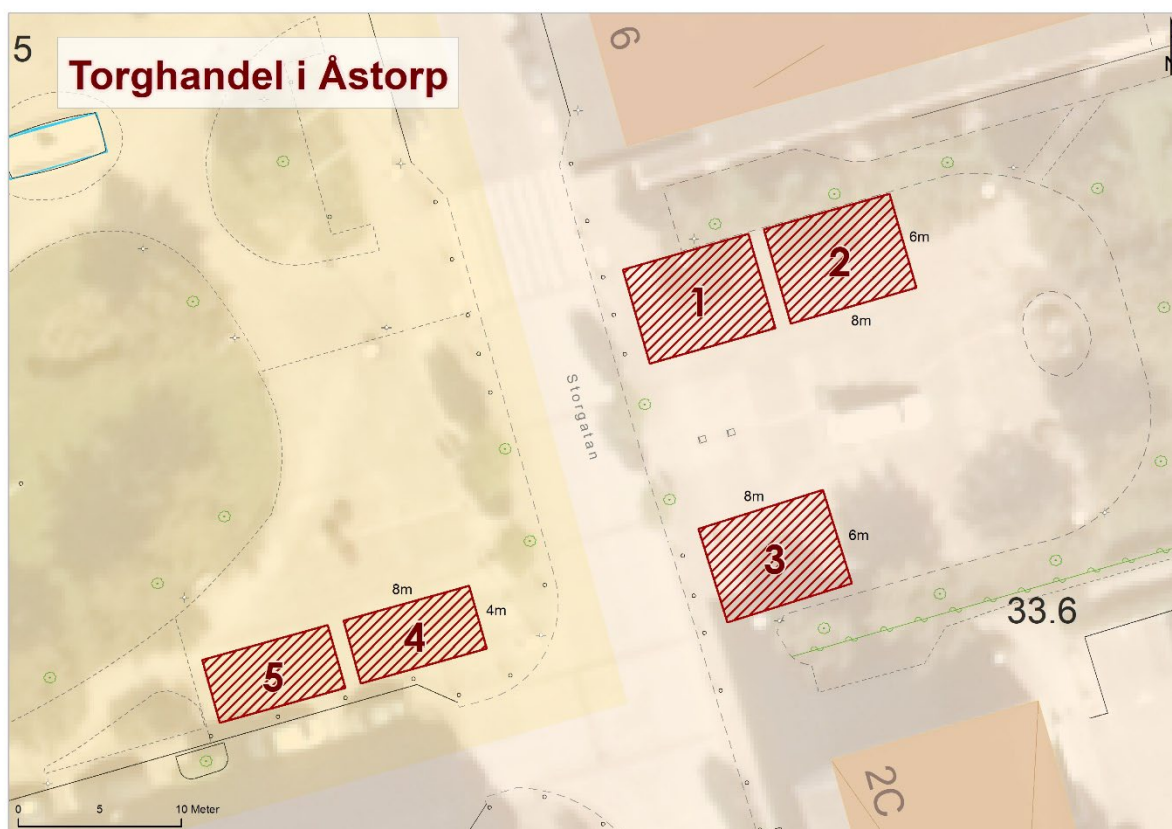 5
Torghandel i Åstorp
6
N
1
2
6m
8m
Storgatan
8m
3
6m
8m
4
4m
5
33.6
2C
0 5 10 Meter